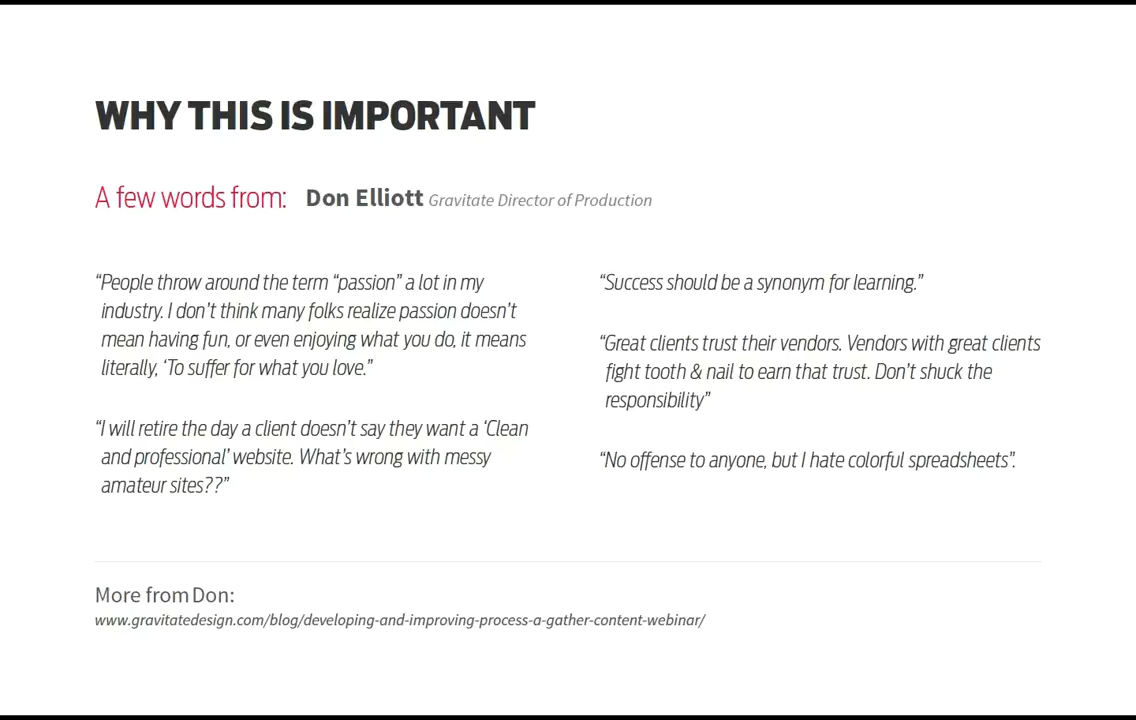 WHY THIS IS IMPORTANT
A few words from: Don Elliott Gravitate Director of Production
“People throw around the term “passion” a lot in my
industry. I don’t think many folks realize passion doesn’t
mean having fun, or even enjoying what you do, it means
literally, ‘To suffer for what you love.”
“I will retire the day a client doesn’t say they want a ‘Clean
and professional’ website. What’s wrong with messy
amateur sites??”
“Success should be a synonym for learning.”
“Great clients trust their vendors. Vendors with great clients
fight tooth & nail to earn that trust. Don’t shuck the
responsibility”
“No offense to anyone, but I hate colorful spreadsheets”.
More from Don:
www.gravitatedesign.com/blog/developing-and-improving-process-a-gather-content-webinar/